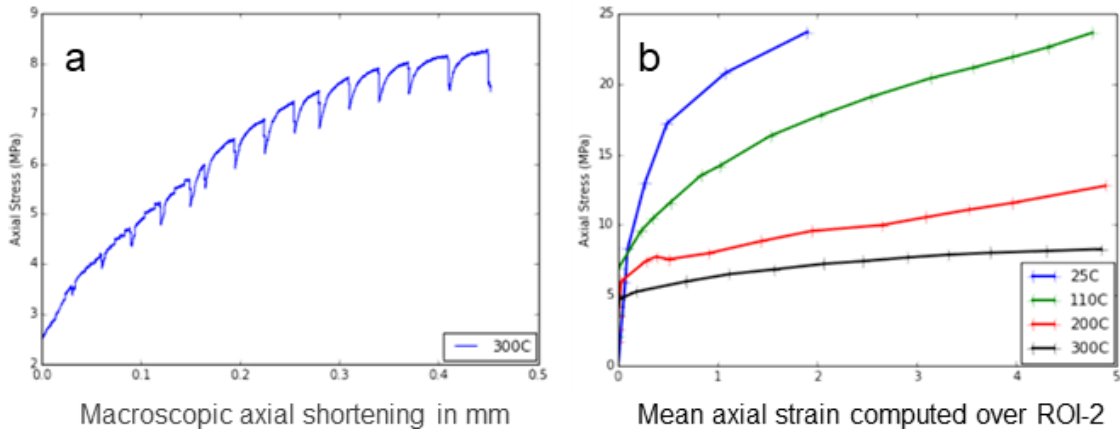 a
9
8
7
6
5
4
3
2
Axial Stress (MPa)
0.0 0.1 0.2 0.3 0.4 0.5
300C
Macroscopic axial shortening in mm
b
25
20
15
10
5
0
Axial Stress (MPa)
0 1 2 3 4 5
25C
110C
200C
300C
Mean axial strain computed over ROI-2